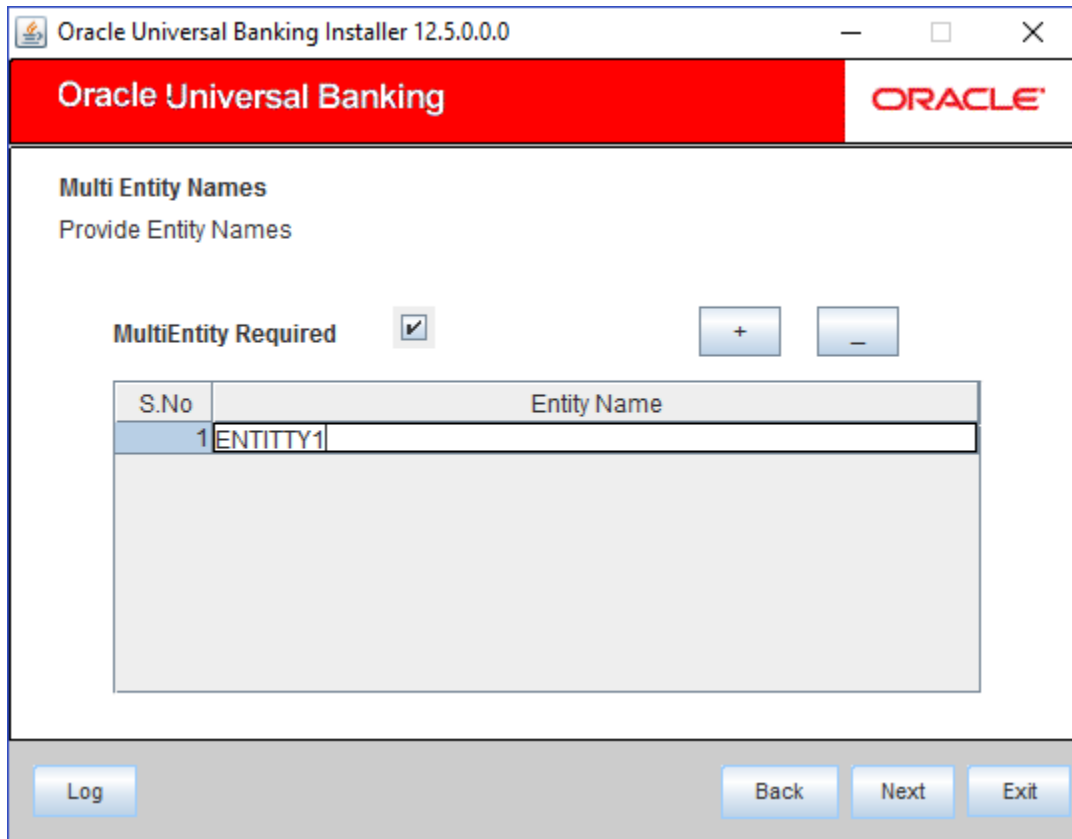 Oracle Universal Banking Installer 12.5.0.0.0
Oracle Universal Banking
ORACLE
Multi Entity Names
Provide Entity Names
MultiEntity Required + _
S.No Entity Name
1 ENTITTY1
Log Back Next Exit